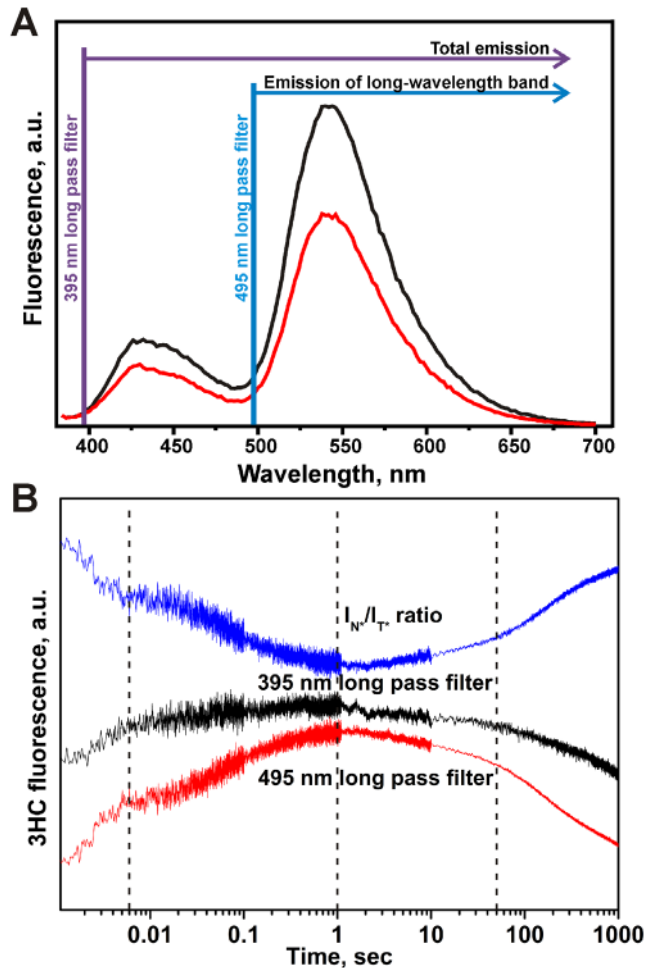 A
Total emission
Emission of long-wavelength band
395 nm long pass filter
495 nm long pass filter
Fluorescence, a.u.
400 450 500 550 600 650 700
Wavelength, nm
B
I_N*/I_T* ratio
395 nm long pass filter
495 nm long pass filter
3HC fluorescence, a.u.
0.01 0.1 1 10 100 1000
Time, sec